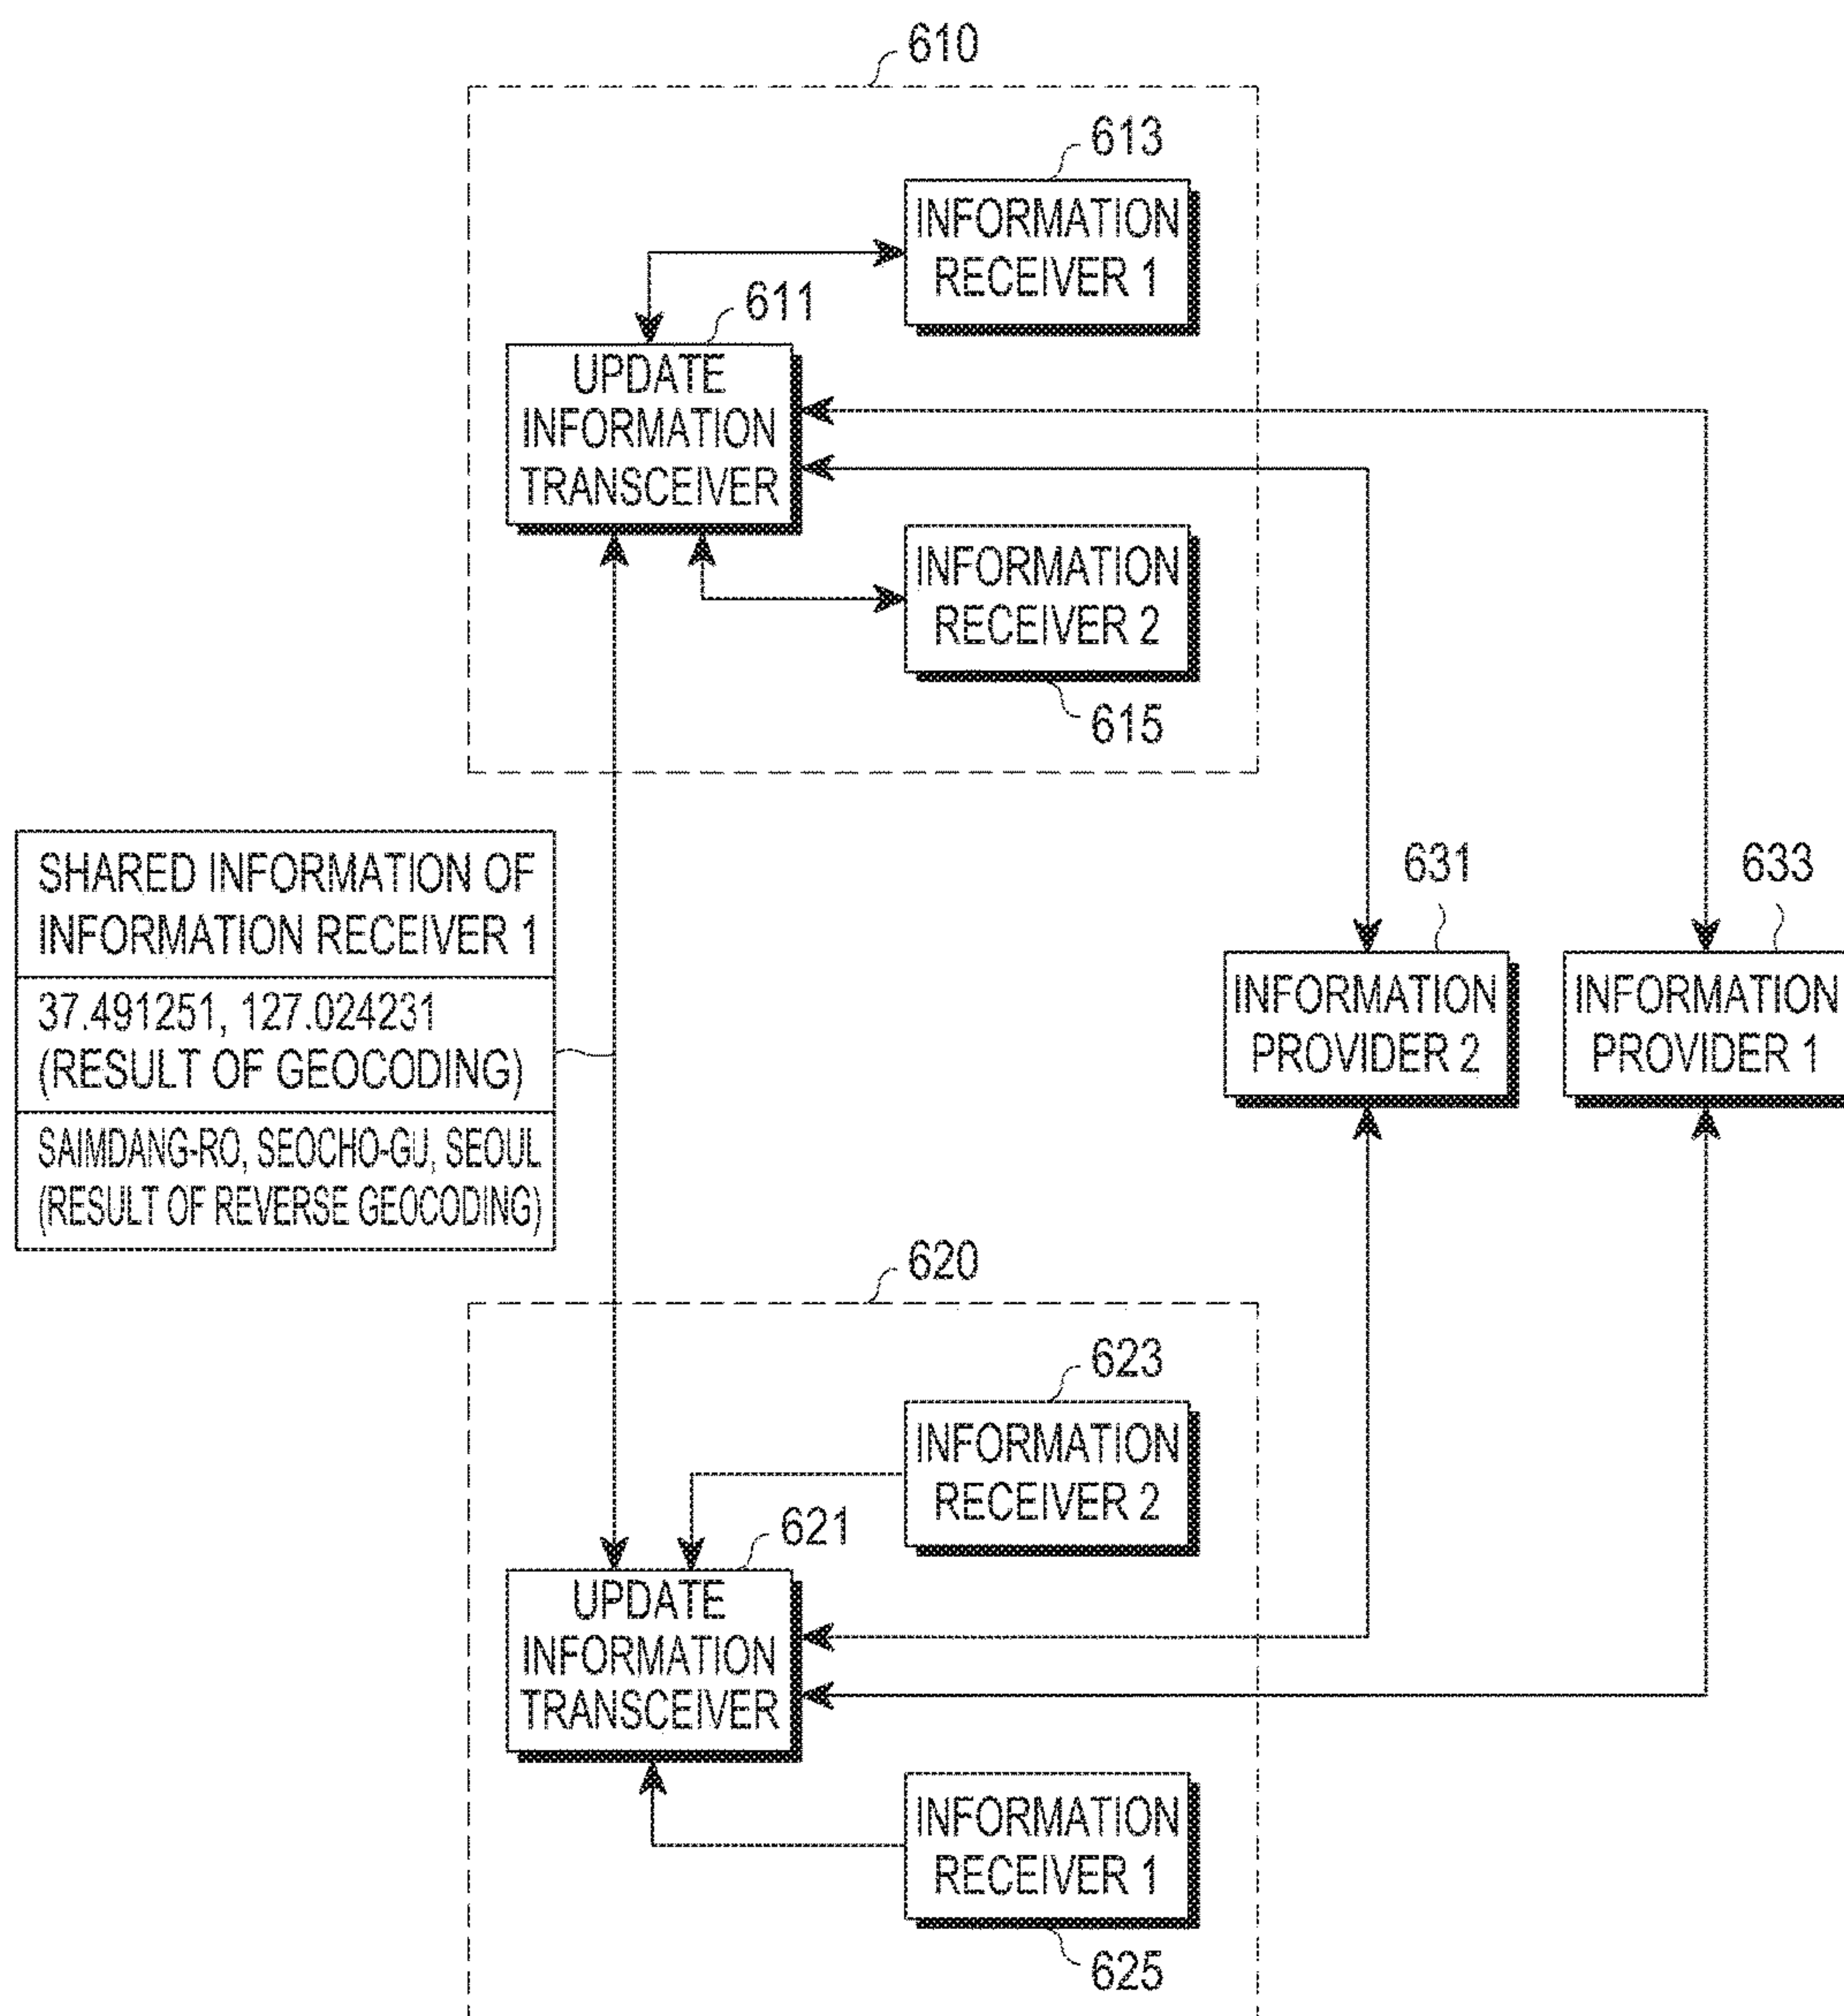 610
613
INFORMATION
RECEIVER 1
611
UPDATE
INFORMATION
TRANSCEIVER
INFORMATION
RECEIVER 2
615
SHARED INFORMATION OF
INFORMATION RECEIVER 1
37.491251, 127.024231
(RESULT OF GEOCODING)
SAIMDANG-RO, SEOCHO-GU, SEOUL
(RESULT OF REVERSE GEOCODING)
631
INFORMATION
PROVIDER 2
633
INFORMATION
PROVIDER 1
620
623
INFORMATION
RECEIVER 2
621
UPDATE
INFORMATION
TRANSCEIVER
INFORMATION
RECEIVER 1
625